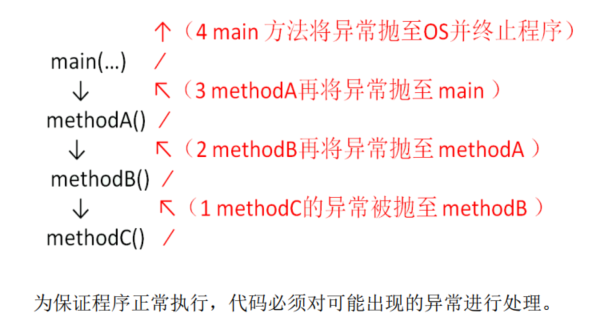 ↑（4 main 方法将异常抛至OS并终止程序）
main(...) /
↓ ↖（3 methodA再将异常抛至 main ）
methodA() /
↓ ↖（2 methodB再将异常抛至 methodA ）
methodB() /
↓ ↖（1 methodC的异常被抛至 methodB ）
methodC() /
为保证程序正常执行，代码必须对可能出现的异常进行处理。